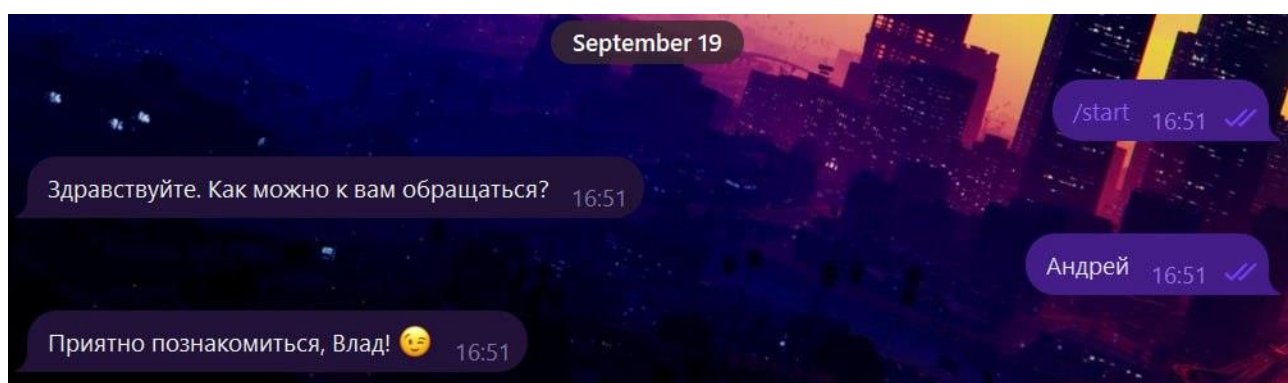 September 19
/start 16:51
Здравствуйте. Как можно к вам обращаться? 16:51
Андрей 16:51
Приятно познакомиться, Влад! 😉 16:51